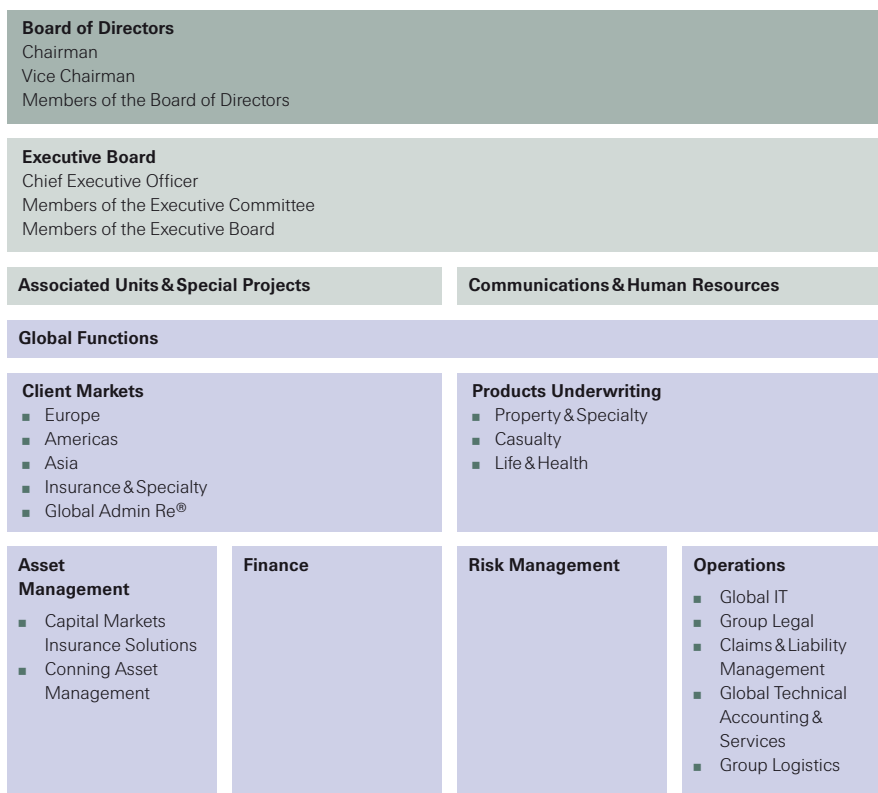 Board of Directors
Chairman
Vice Chairman
Members of the Board of Directors
Executive Board
Chief Executive Officer
Members of the Executive Committee
Members of the Executive Board
Associated Units & Special Projects
Communications & Human Resources
Global Functions
Client Markets
■ Europe
■ Americas
■ Asia
■ Insurance & Specialty
■ Global Admin Re®
Products Underwriting
■ Property & Specialty
■ Casualty
■ Life & Health
Asset
Management
■ Capital Markets
Insurance Solutions
■ Conning Asset
Management
Finance
Risk Management
Operations
■ Global IT
■ Group Legal
■ Claims & Liability
Management
■ Global Technical
Accounting &
Services
■ Group Logistics